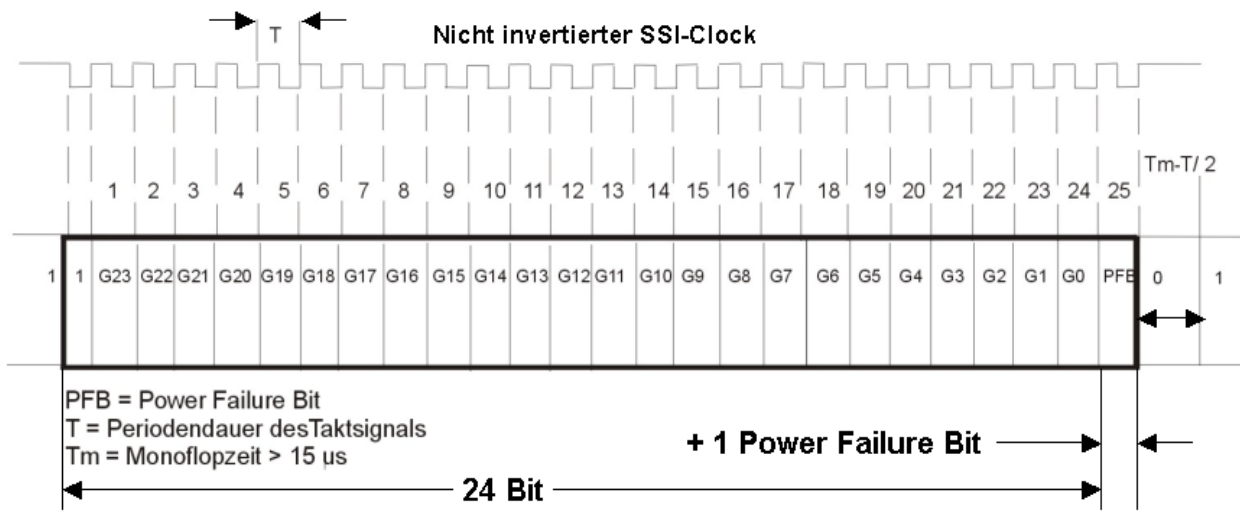 T
Nicht invertierter SSI-Clock
Tm-T/ 2
1 2 3 4 5 6 7 8 9 10 11 12 13 14 15 16 17 18 19 20 21 22 23 24 25
1 1 G23 G22 G21 G20 G19 G18 G17 G16 G15 G14 G13 G12 G11 G10 G9 G8 G7 G6 G5 G4 G3 G2 G1 G0 PFB 0 1
PFB = Power Failure Bit
T = Periodendauer desTaktsignals
Tm = Monoflopzeit > 15 µs
+ 1 Power Failure Bit
24 Bit